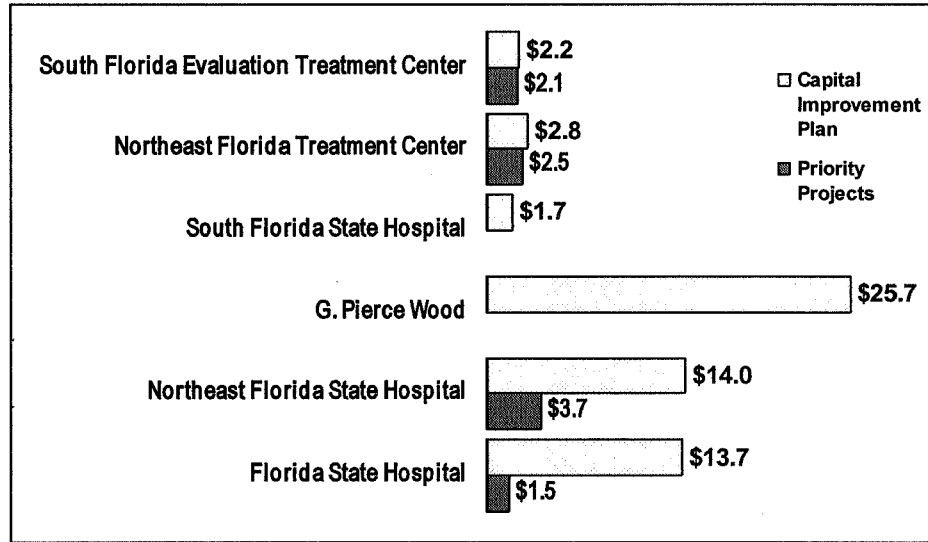 South Florida Evaluation Treatment Center
$2.2
$2.1
Northeast Florida Treatment Center
$2.8
$2.5
South Florida State Hospital
$1.7
G. Pierce Wood
$25.7
Northeast Florida State Hospital
$14.0
$3.7
Florida State Hospital
$13.7
$1.5
Capital
Improvement
Plan
Priority
Projects